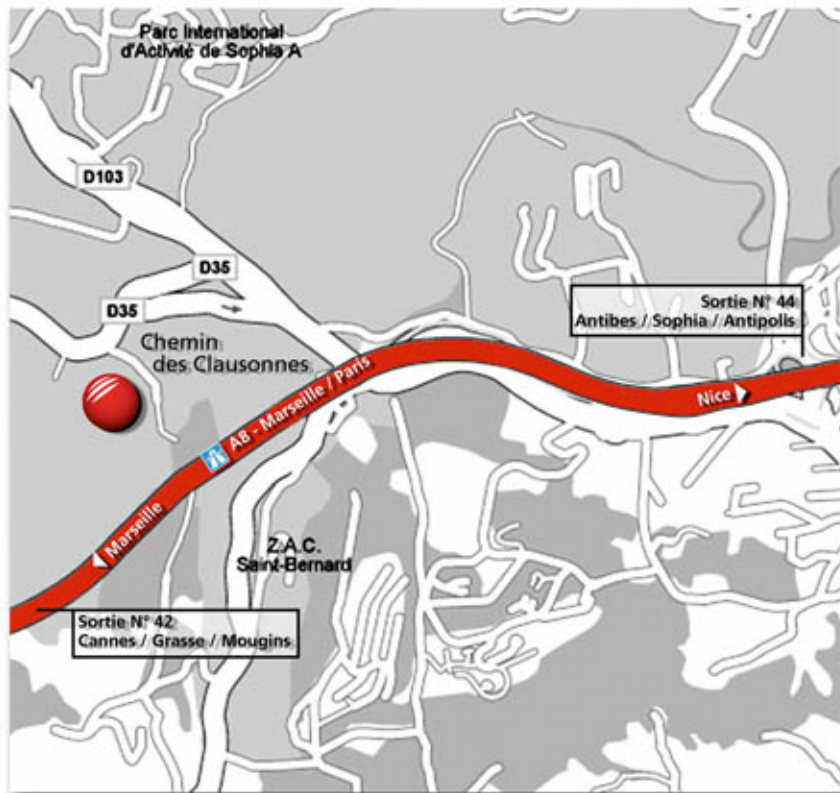 Parc International
d'Activité de Sophia A
D103
D35
D35
Chemin
des Clausonnes
Sortie N° 44
Antibes / Sophia / Antipolis
Nice
A8 - Marseille / Paris
Marseille
Z.A.C.
Saint-Bernard
Sortie N° 42
Cannes / Grasse / Mougins